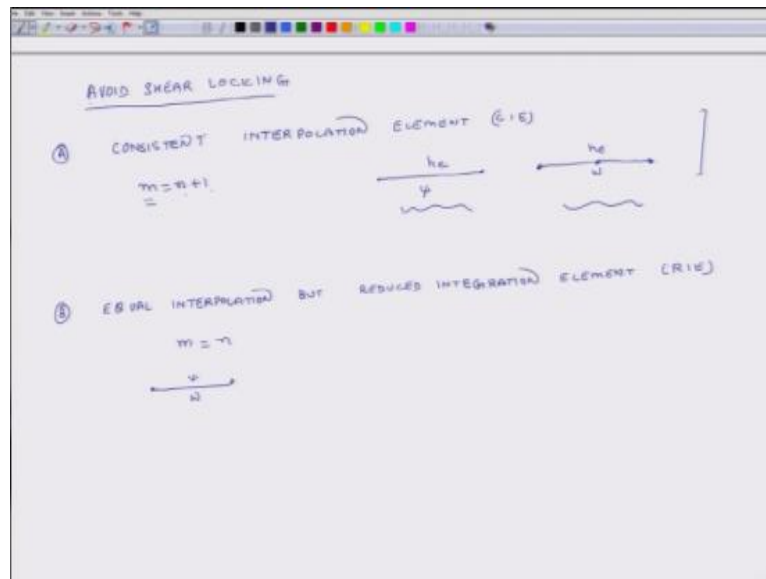 AVOID SHEAR LOCKING
Ⓐ CONSISTENT INTERPOLATION ELEMENT (CIE)
m = n + 1
he
ψ
he
w
Ⓑ EQUAL INTERPOLATION BUT REDUCED INTEGRATION ELEMENT (RIE)
m = n
ψ
w